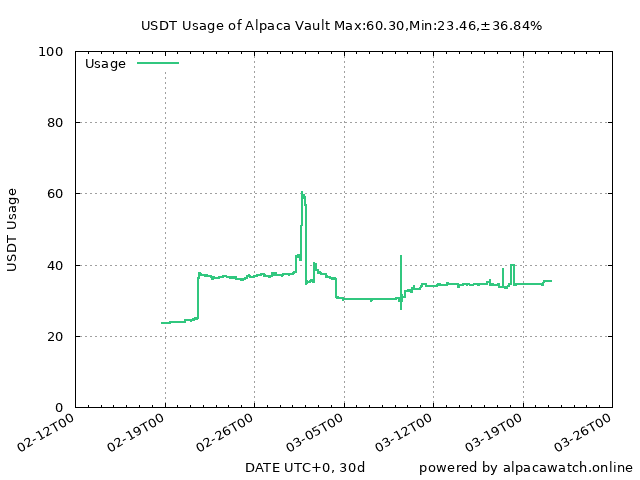 USDT Usage of Alpaca Vault Max:60.30,Min:23.46,±36.84%
Usage
USDT Usage
100
80
60
40
20
0
02-12T00
02-19T00
02-26T00
03-05T00
03-12T00
03-19T00
03-26T00
DATE UTC+0, 30d
powered by alpacawatch.online